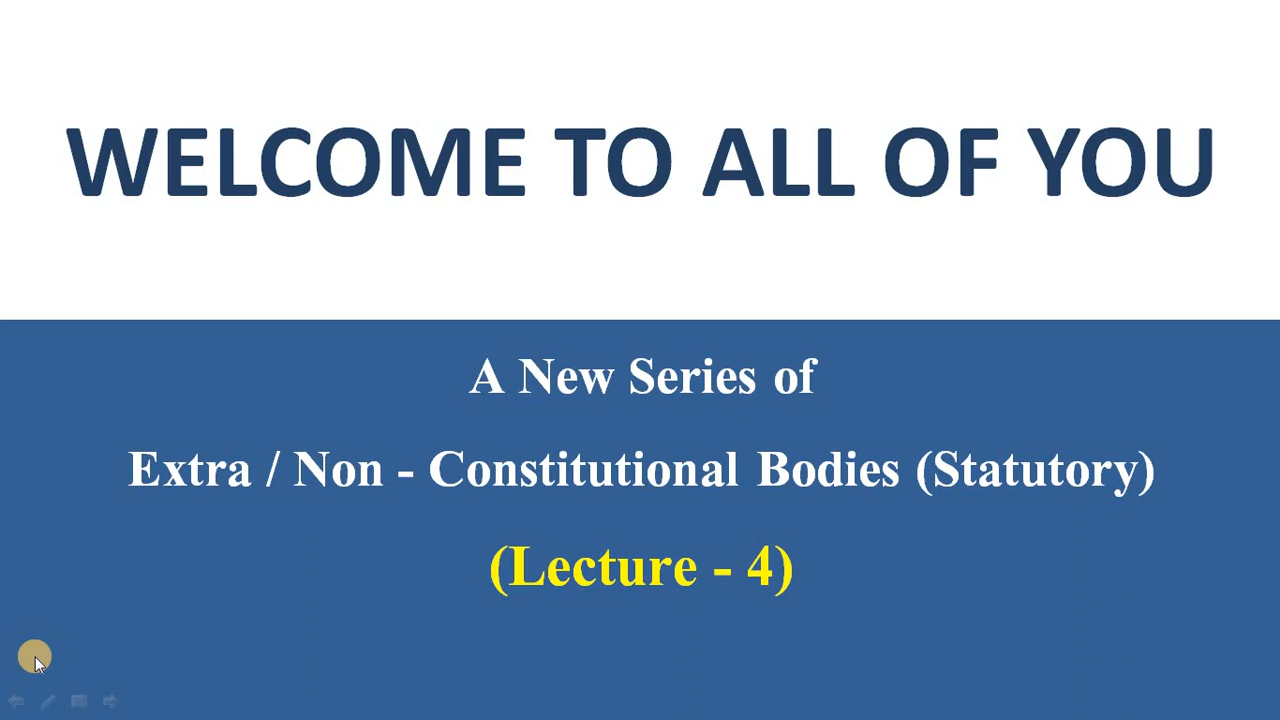 WELCOME TO ALL OF YOU
A New Series of
Extra / Non - Constitutional Bodies (Statutory)
(Lecture - 4)